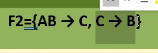 F2={AB → C, C → B}